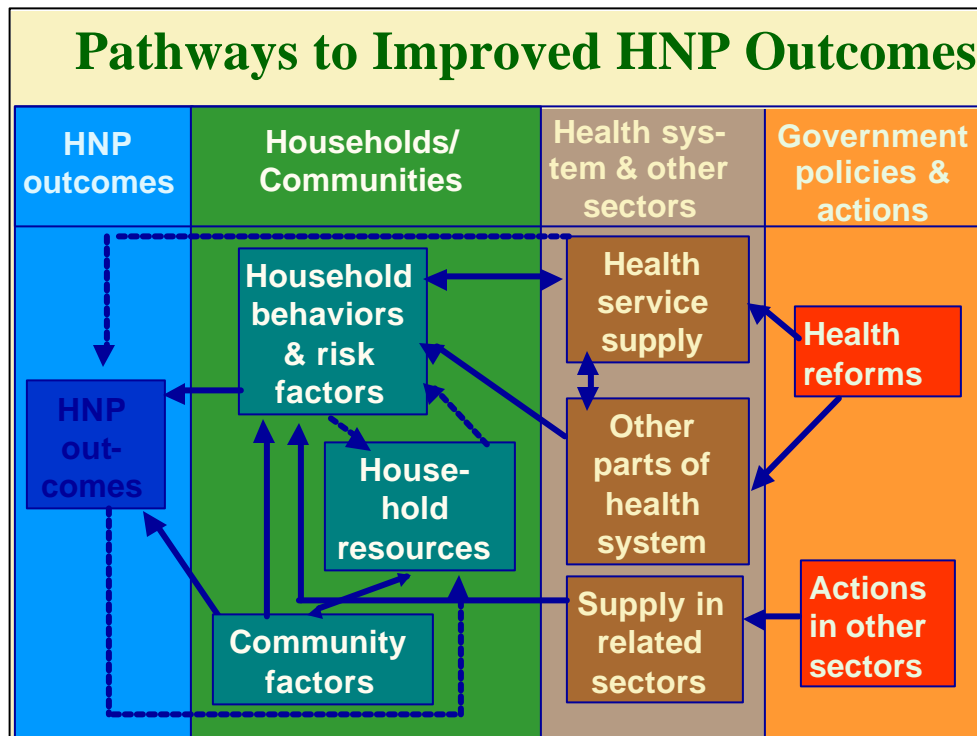 Pathways to Improved HNP Outcomes
HNP
outcomes
Households/
Communities
Health sys-
tem & other
sectors
Government
policies &
actions
Household
behaviors
& risk
factors
Health
service
supply
Health
reforms
HNP
out-
comes
House-
hold
resources
Other
parts of
health
system
Community
factors
Supply in
related
sectors
Actions
in other
sectors